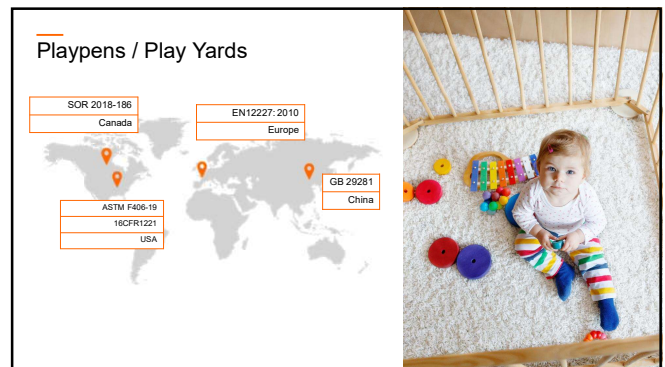 Playpens / Play Yards
SOR 2018-186
Canada
EN12227: 2010
Europe
GB 29281
China
ASTM F406-19
16CFR1221
USA